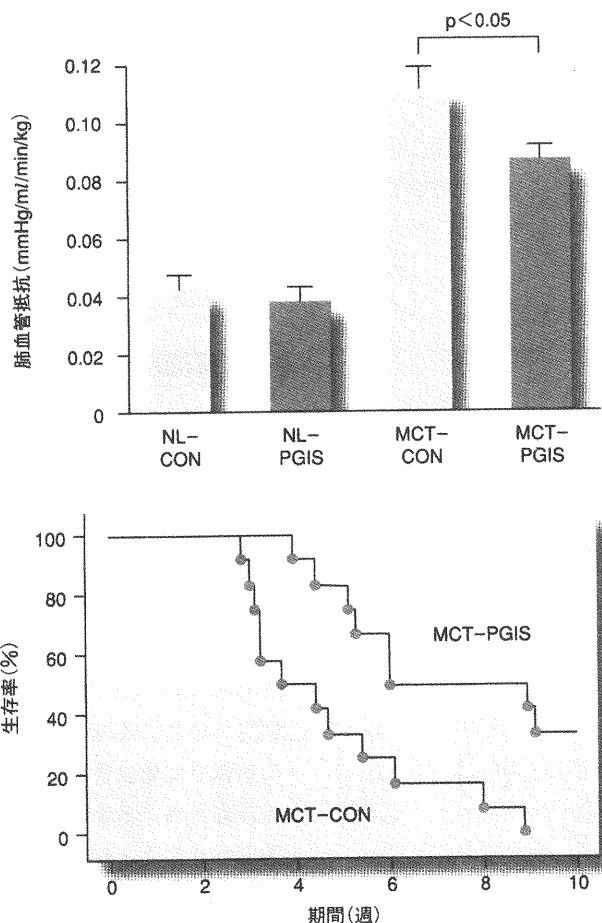 p<0.05
肺血管抵抗(mmHg/ml/min/kg)
0.12
0.10
0.08
0.06
0.04
0.02
0
NL-
CON
NL-
PGIS
MCT-
CON
MCT-
PGIS
生存率(%)
100
80
60
40
20
0
MCT-PGIS
MCT-CON
0 2 4 6 8 10
期間(週)